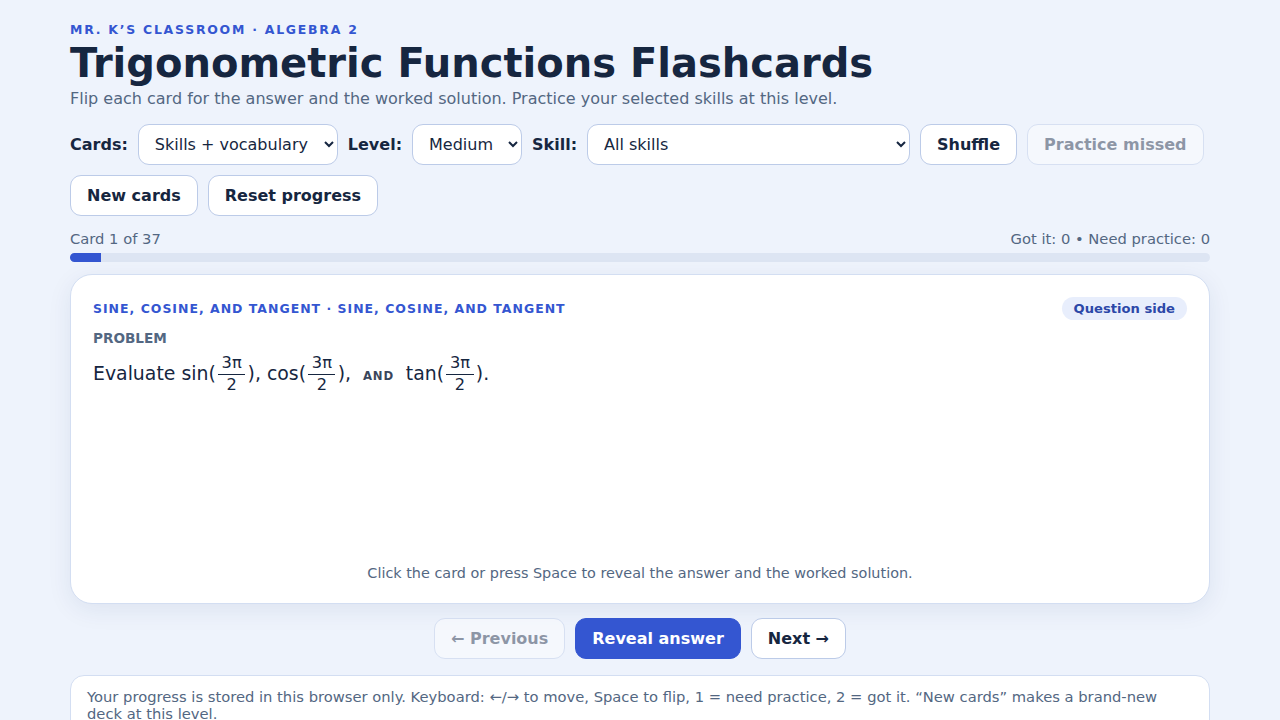 MR. K’S CLASSROOM · ALGEBRA 2
Trigonometric Functions Flashcards
Flip each card for the answer and the worked solution. Practice your selected skills at this level.
Cards: Skills + vocabulary Level: Medium Skill: All skills Shuffle Practice missed
New cards Reset progress
Card 1 of 37 Got it: 0 • Need practice: 0
SINE, COSINE, AND TANGENT · SINE, COSINE, AND TANGENT Question side
PROBLEM
Evaluate sin(3π/2), cos(3π/2), AND tan(3π/2).
Click the card or press Space to reveal the answer and the worked solution.
← Previous Reveal answer Next →
Your progress is stored in this browser only. Keyboard: ←/→ to move, Space to flip, 1 = need practice, 2 = got it. “New cards” makes a brand-new
deck at this level.